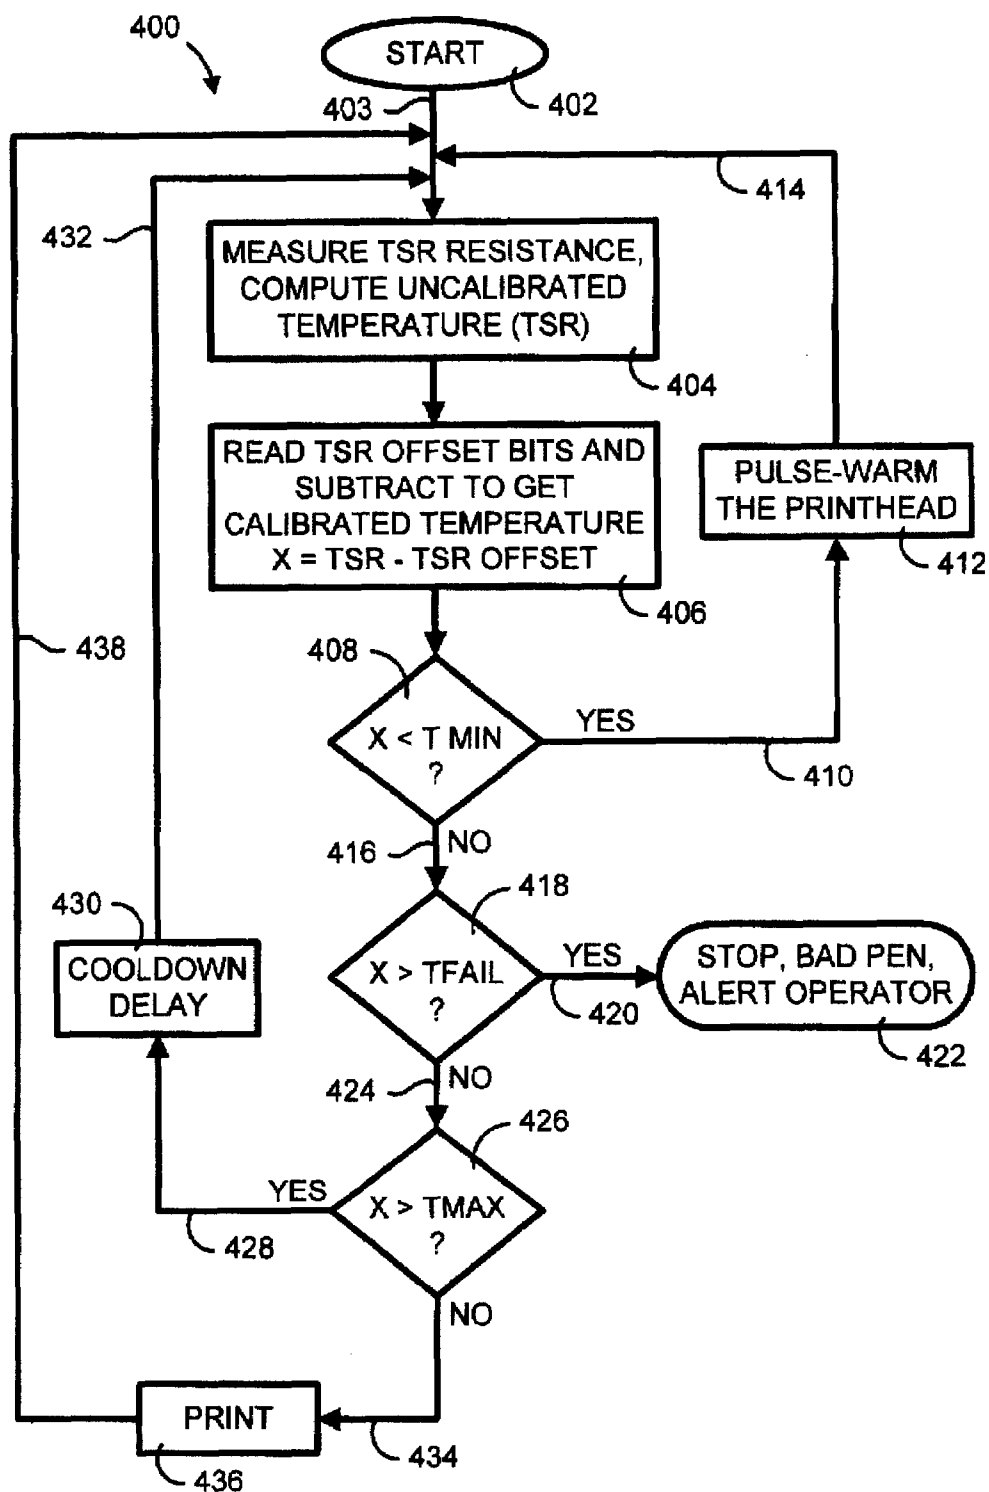 400
START
403
402
414
432
MEASURE TSR RESISTANCE,
COMPUTE UNCALIBRATED
TEMPERATURE (TSR)
404
READ TSR OFFSET BITS AND
SUBTRACT TO GET
CALIBRATED TEMPERATURE
X = TSR - TSR OFFSET
406
PULSE-WARM
THE PRINTHEAD
412
438
408
X < T MIN
?
YES
410
416
NO
418
430
COOLDOWN
DELAY
X > TFAIL
?
YES
420
STOP, BAD PEN,
ALERT OPERATOR
422
424
NO
426
X > TMAX
?
YES
428
NO
PRINT
434
436